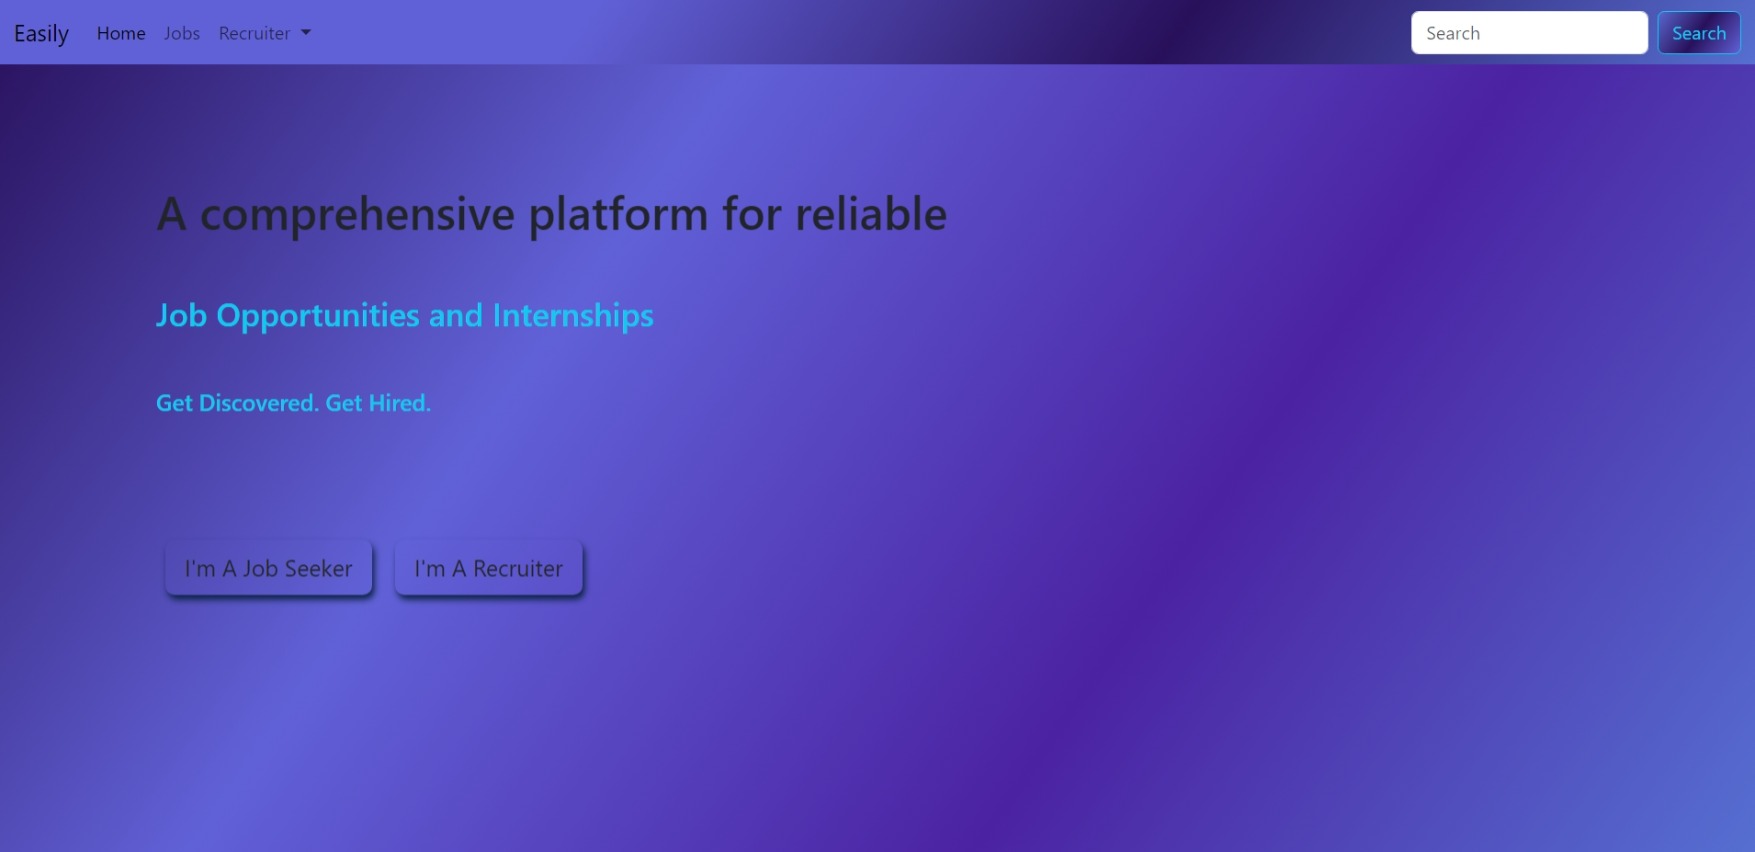 Easily Home Jobs Recruiter Search Search
A comprehensive platform for reliable
Job Opportunities and Internships
Get Discovered. Get Hired.
I'm A Job Seeker I'm A Recruiter